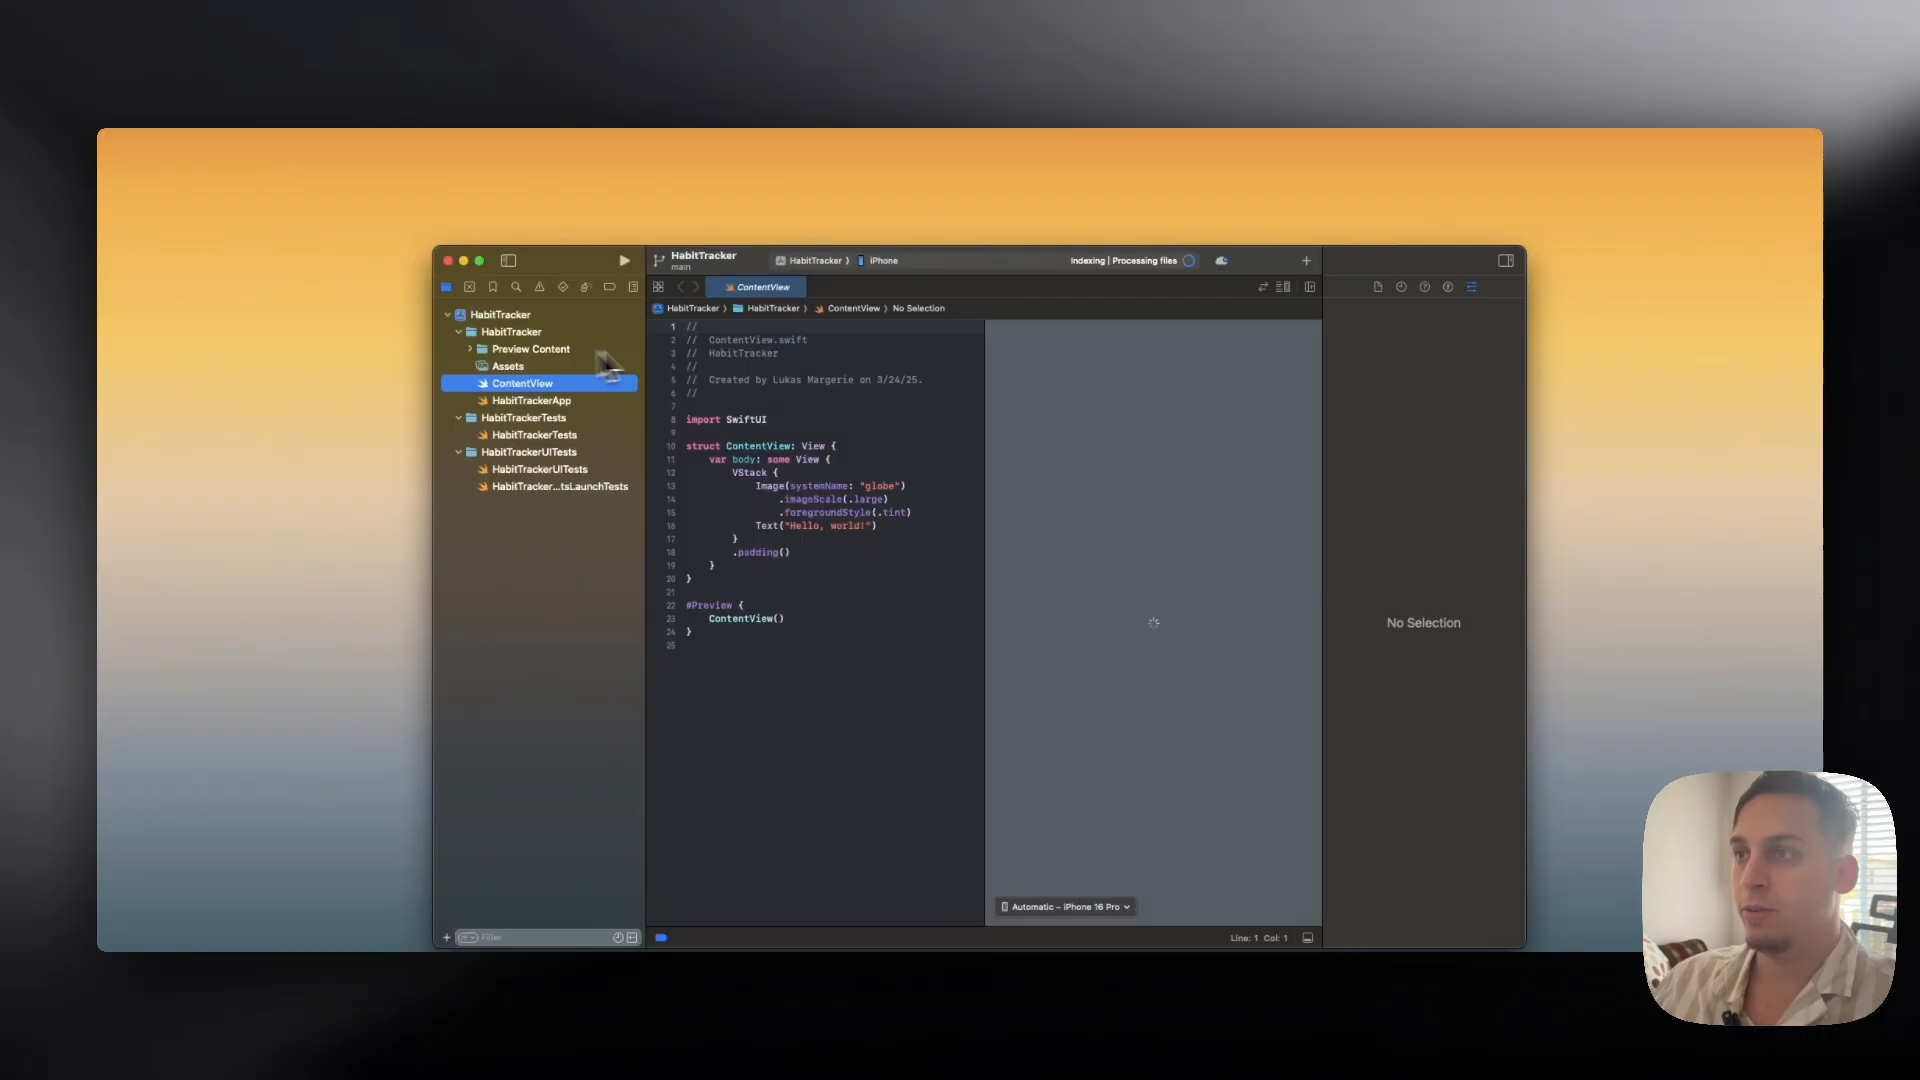 HabitTracker
main
HabitTracker
iPhone
Indexing | Processing files
ContentView
HabitTracker
HabitTracker
ContentView
No Selection
HabitTracker
HabitTracker
Preview Content
Assets
ContentView
HabitTrackerApp
HabitTrackerTests
HabitTrackerTests
HabitTrackerUITests
HabitTrackerUITests
HabitTracker...tsLaunchTests
Filter
1 //
2 // ContentView.swift
3 // HabitTracker
4 //
5 // Created by Lukas Margerie on 3/24/25.
6 //
7
8 import SwiftUI
9
10 struct ContentView: View {
11 var body: some View {
12 VStack {
13 Image(systemName: "globe")
14 .imageScale(.large)
15 .foregroundStyle(.tint)
16 Text("Hello, world!")
17 }
18 .padding()
19 }
20 }
21
22 #Preview {
23 ContentView()
24 }
25
Automatic – iPhone 16 Pro
Line: 1 Col: 1
No Selection